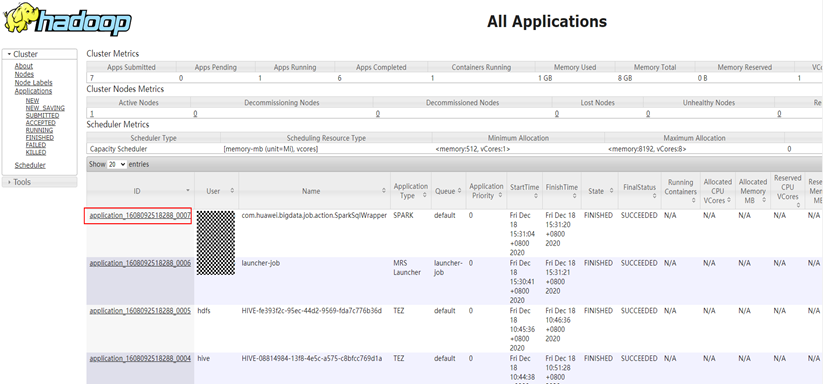 hadoop
All Applications
Cluster
About
Nodes
Node Labels
Applications
NEW
NEW_SAVING
SUBMITTED
ACCEPTED
RUNNING
FINISHED
FAILED
KILLED
Scheduler
Tools
Cluster Metrics
Apps Submitted Apps Pending Apps Running Apps Completed Containers Running Memory Used Memory Total Memory Reserved
7 0 1 6 1 1 GB 8 GB 0 B 1
Cluster Nodes Metrics
Active Nodes Decommissioning Nodes Decommissioned Nodes Lost Nodes Unhealthy Nodes Re
1 0 0 0 0 0
Scheduler Metrics
Scheduler Type Scheduling Resource Type Minimum Allocation Maximum Allocation
Capacity Scheduler [memory-mb (unit=Mi), vcores] <memory:512, vCores:1> <memory:8192, vCores:8> 0
Show 20 entries
ID User Name Application Type Queue Application Priority StartTime FinishTime State FinalStatus Running Containers Allocated CPU VCores Allocated Memory MB Reserved CPU VCores
application_1608092518288_0007 com.huawei.bigdata.job.action.SparkSqlWrapper SPARK default 0 Fri Dec 18 15:31:04 +0800 2020 Fri Dec 18 15:31:20 +0800 2020 FINISHED SUCCEEDED N/A N/A N/A N/A N/A
application_1608092518288_0006 launcher-job MRS Launcher launcher-job 0 Fri Dec 18 15:30:41 +0800 2020 Fri Dec 18 15:31:21 +0800 2020 FINISHED SUCCEEDED N/A N/A N/A N/A N/A
application_1608092518288_0005 hdfs HIVE-fe393f2c-95ec-44d2-9569-fda7c776b36d TEZ default 0 Fri Dec 18 10:45:36 +0800 2020 Fri Dec 18 10:46:36 +0800 2020 FINISHED SUCCEEDED N/A N/A N/A N/A N/A
application_1608092518288_0004 hive HIVE-08814984-13f8-4e5c-a575-c8bfcc769d1a TEZ default 0 Fri Dec 18 10:44:38 Fri Dec 18 10:51:28 +0800 FINISHED SUCCEEDED N/A N/A N/A N/A N/A